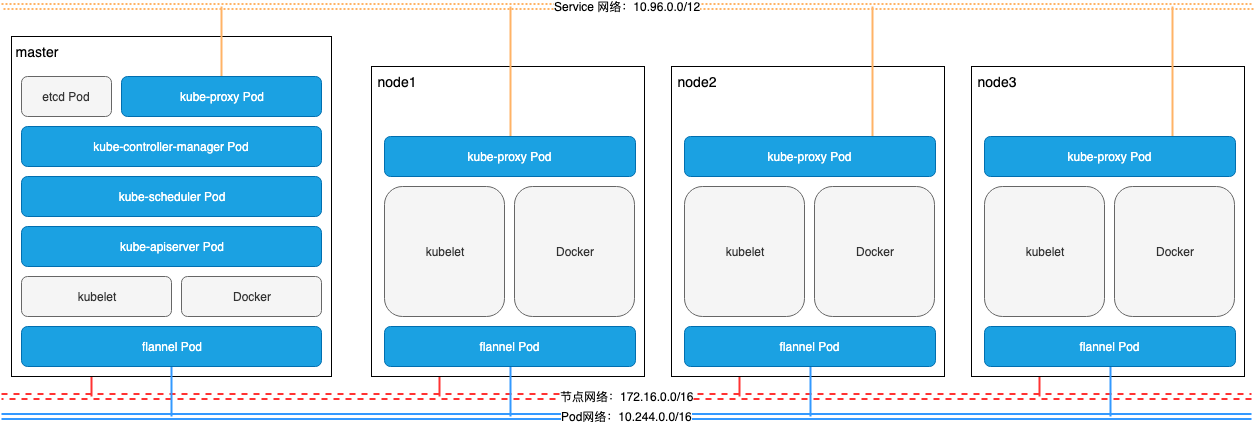 Service 网络：10.96.0.0/12
master
etcd Pod
kube-proxy Pod
kube-controller-manager Pod
kube-scheduler Pod
kube-apiserver Pod
kubelet
Docker
flannel Pod
node1
kube-proxy Pod
kubelet
Docker
flannel Pod
node2
kube-proxy Pod
kubelet
Docker
flannel Pod
node3
kube-proxy Pod
kubelet
Docker
flannel Pod
节点网络：172.16.0.0/16
Pod网络：10.244.0.0/16